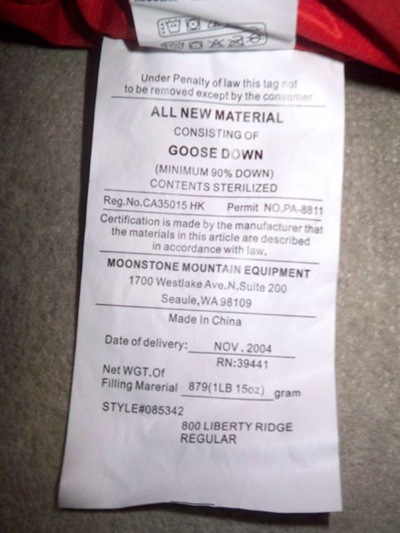 Under Penalty of law this tag not
to be removed except by the consumer
ALL NEW MATERIAL
CONSISTING OF
GOOSE DOWN
(MINIMUM 90% DOWN)
CONTENTS STERILIZED
Reg.No.CA35015 HK Permit NO.PA-8811
Certification is made by the manufacturer that
the materials in this article are described
in accordance with law.
MOONSTONE MOUNTAIN EQUIPMENT
1700 Westlake Ave.N.Suite 200
Seaule,WA 98109
Made In China
Date of delivery: NOV . 2004
RN:39441
Net WGT.Of
Filling Marerial 879(1LB 15oz) gram
STYLE#085342
800 LIBERTY RIDGE
REGULAR